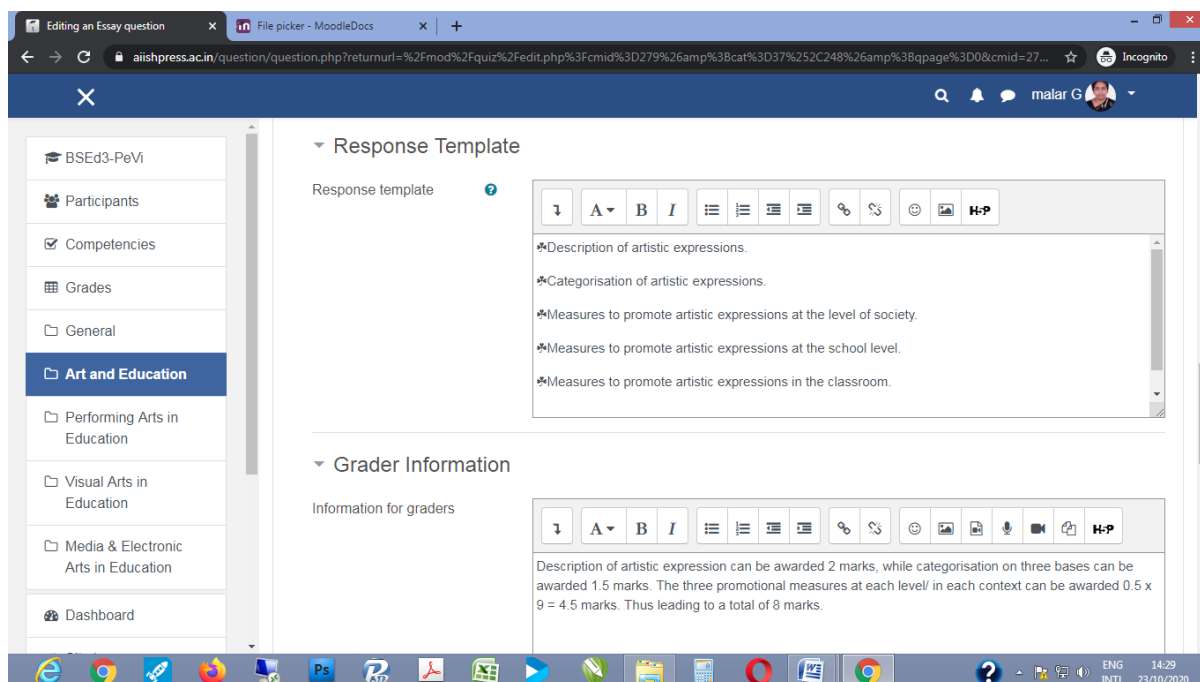 Editing an Essay question
File picker - MoodleDocs
aiishpress.ac.in/question/question.php?returnurl=%2Fmod%2Fquiz%2Fedit.php%3Fcmid%3D279%26amp%3Bcat%3D37%252C248%26amp%3Bqpage%3D0&cmid=27...
Incognito
malar G
BSEd3-PeVi
Participants
Competencies
Grades
General
Art and Education
Performing Arts in
Education
Visual Arts in
Education
Media & Electronic
Arts in Education
Dashboard
Response Template
Response template
A B I
H-P
☘Description of artistic expressions.
☘Categorisation of artistic expressions.
☘Measures to promote artistic expressions at the level of society.
☘Measures to promote artistic expressions at the school level.
☘Measures to promote artistic expressions in the classroom.
Grader Information
Information for graders
A B I
H-P
Description of artistic expression can be awarded 2 marks, while categorisation on three bases can be
awarded 1.5 marks. The three promotional measures at each level/ in each context can be awarded 0.5 x
9 = 4.5 marks. Thus leading to a total of 8 marks.
Ps
ENG
INTL
14:29
23/10/2020